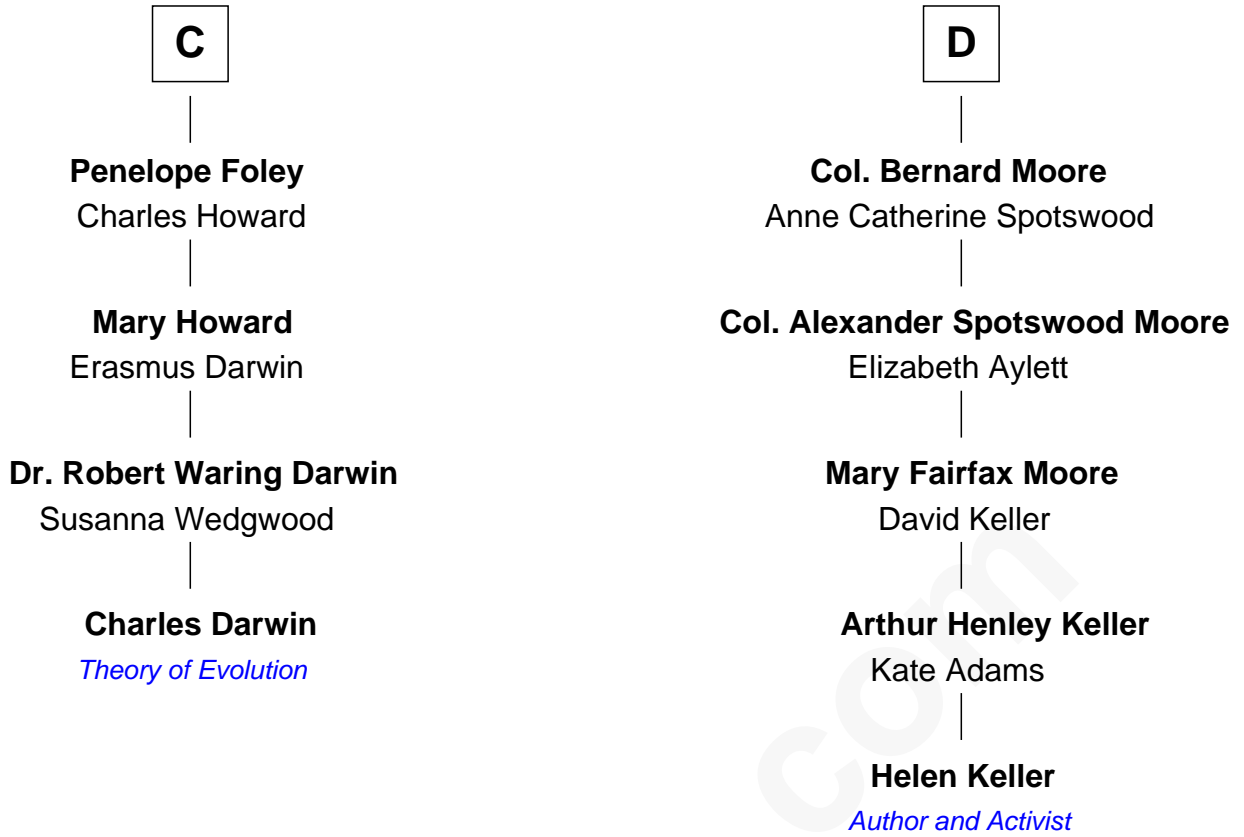 C
Penelope Foley
Charles Howard
Mary Howard
Erasmus Darwin
Dr. Robert Waring Darwin
Susanna Wedgwood
Charles Darwin
Theory of Evolution
D
Col. Bernard Moore
Anne Catherine Spotswood
Col. Alexander Spotswood Moore
Elizabeth Aylett
Mary Fairfax Moore
David Keller
Arthur Henley Keller
Kate Adams
Helen Keller
Author and Activist
com